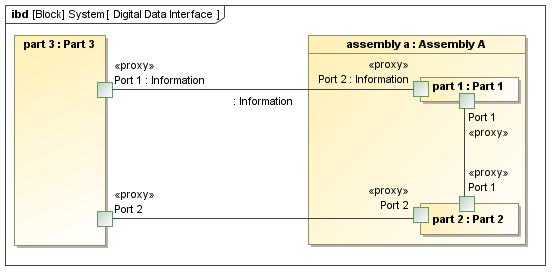 ibd [Block] System [ Digital Data Interface ]
part 3 : Part 3
assembly a : Assembly A
«proxy»
Port 1 : Information
«proxy»
Port 2 : Information
part 1 : Part 1
: Information
Port 1
«proxy»
«proxy»
Port 1
«proxy»
Port 2
«proxy»
Port 2
part 2 : Part 2